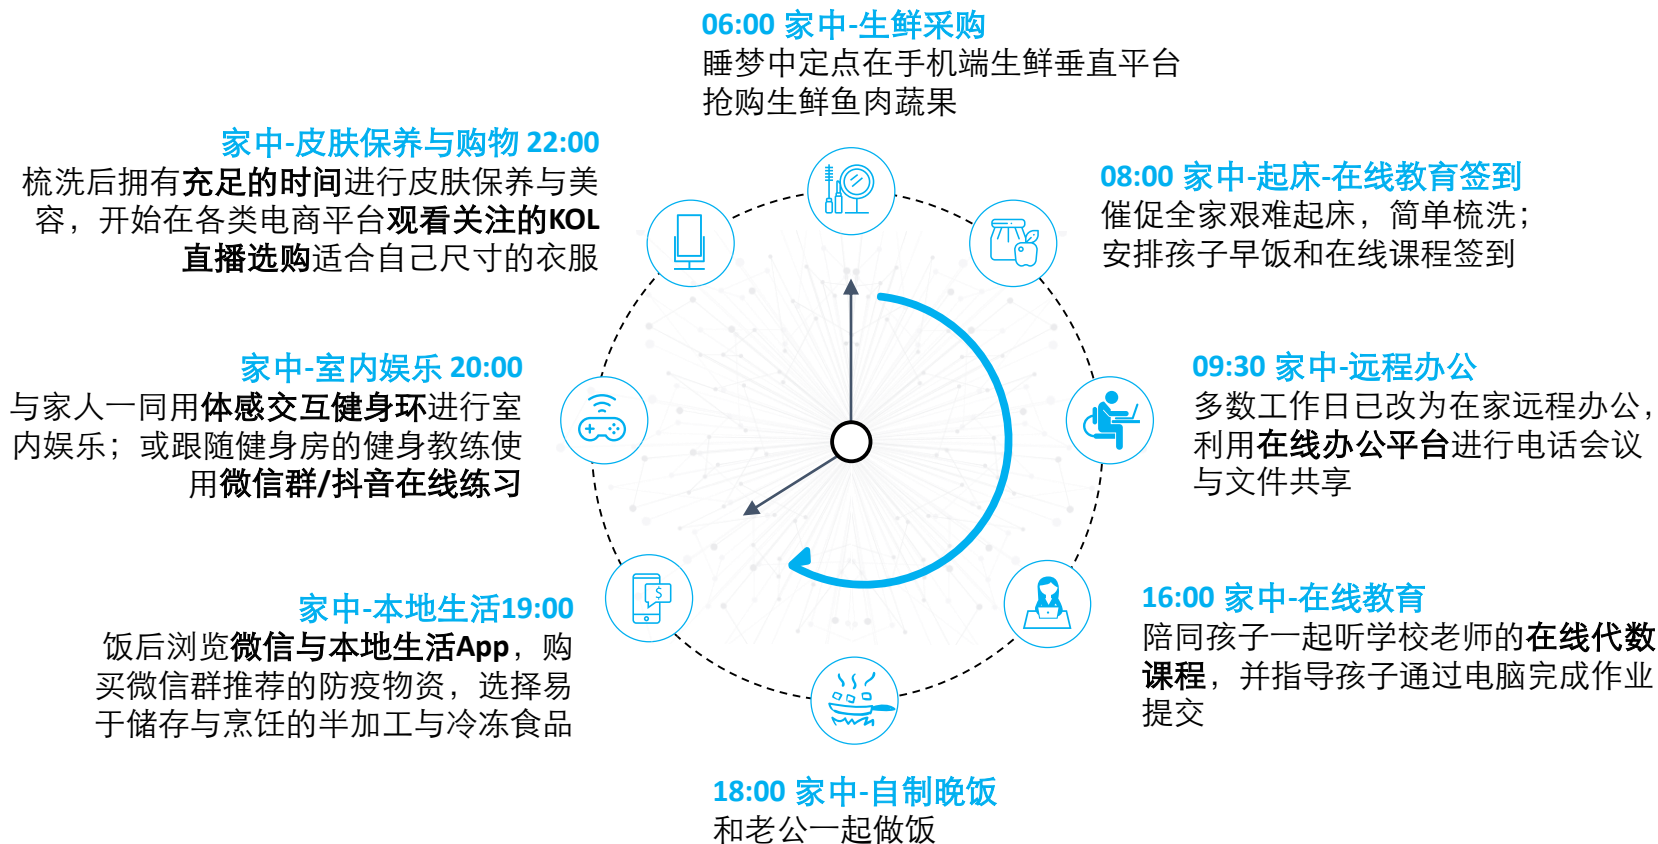 06:00 家中-生鲜采购
睡梦中定点在手机端生鲜垂直平台
抢购生鲜鱼肉蔬果
08:00 家中-起床-在线教育签到
催促全家艰难起床，简单梳洗；
安排孩子早饭和在线课程签到
09:30 家中-远程办公
多数工作日已改为在家远程办公，
利用在线办公平台进行电话会议
与文件共享
16:00 家中-在线教育
陪同孩子一起听学校老师的在线代数
课程，并指导孩子通过电脑完成作业
提交
18:00 家中-自制晚饭
和老公一起做饭
家中-本地生活19:00
饭后浏览微信与本地生活App，购
买微信群推荐的防疫物资，选择易
于储存与烹饪的半加工与冷冻食品
家中-室内娱乐 20:00
与家人一同用体感交互健身环进行室
内娱乐；或跟随健身房的健身教练使
用微信群/抖音在线练习
家中-皮肤保养与购物 22:00
梳洗后拥有充足的时间进行皮肤保养与美
容，开始在各类电商平台观看关注的KOL
直播选购适合自己尺寸的衣服
$